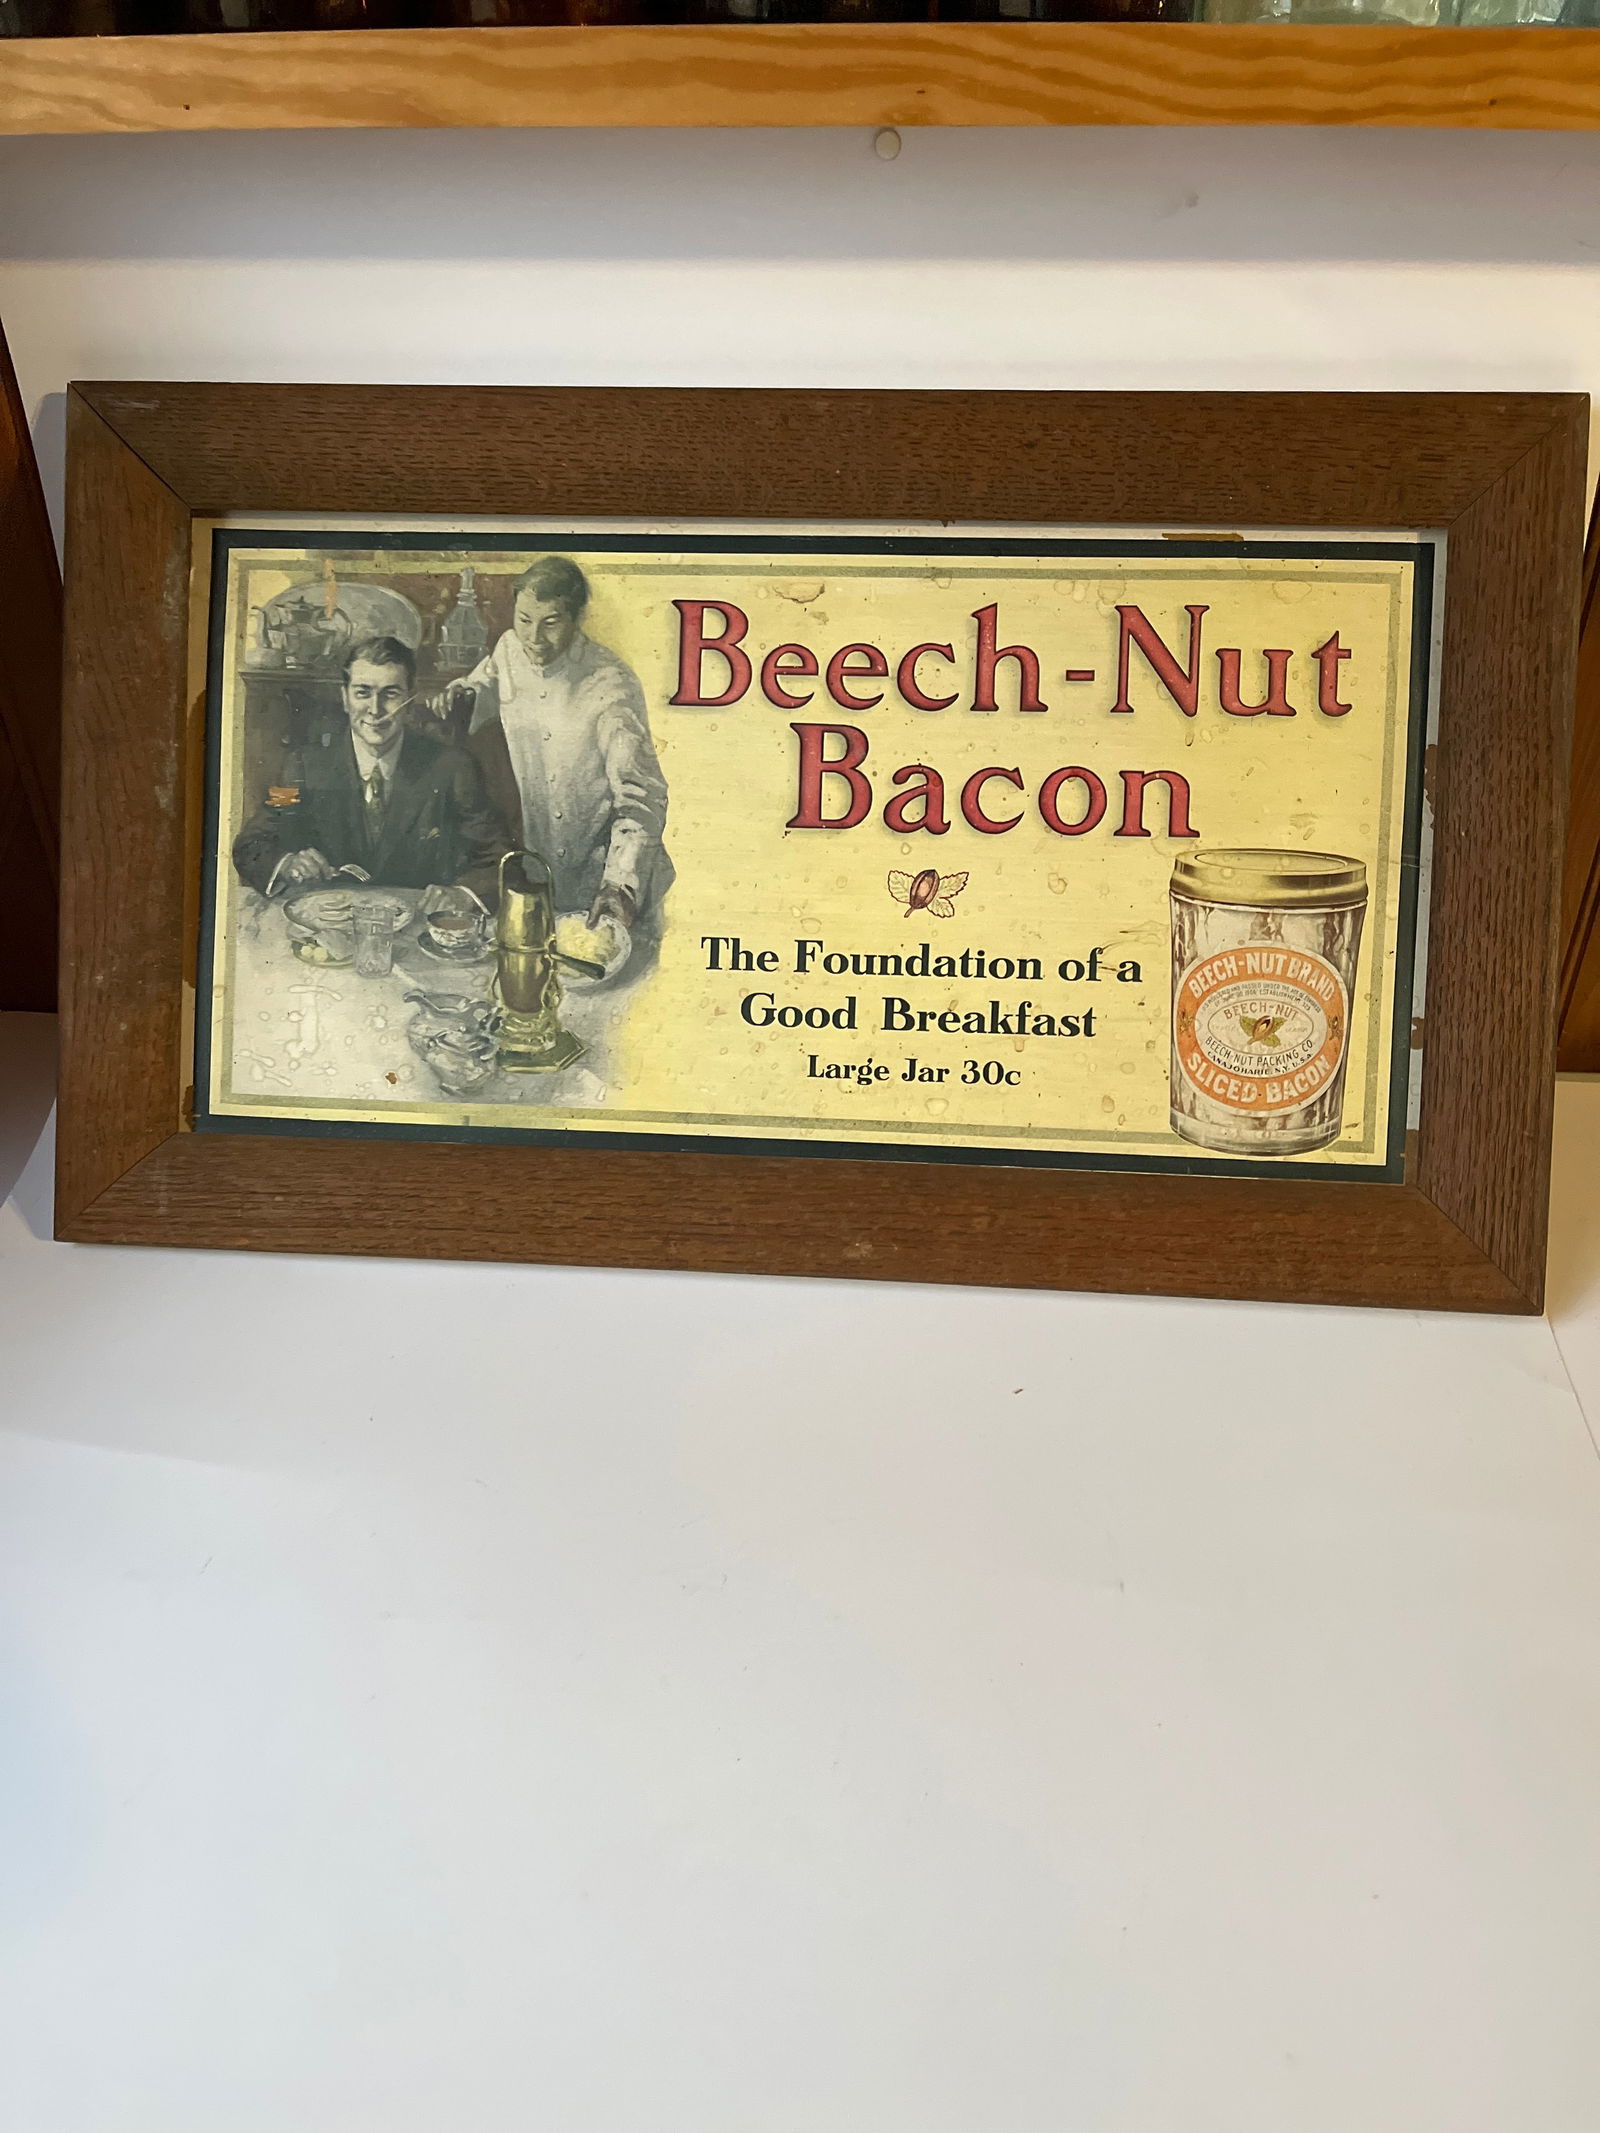 Beech-Nut
Bacon
The Foundation of a
Good Breakfast
Large Jar 30c
BEECH-NUT BRAND
BEECH-NUT
BEECH-NUT PACKING CO.
CANAJOHARIE, N.Y. U.S.A.
SLICED BACON